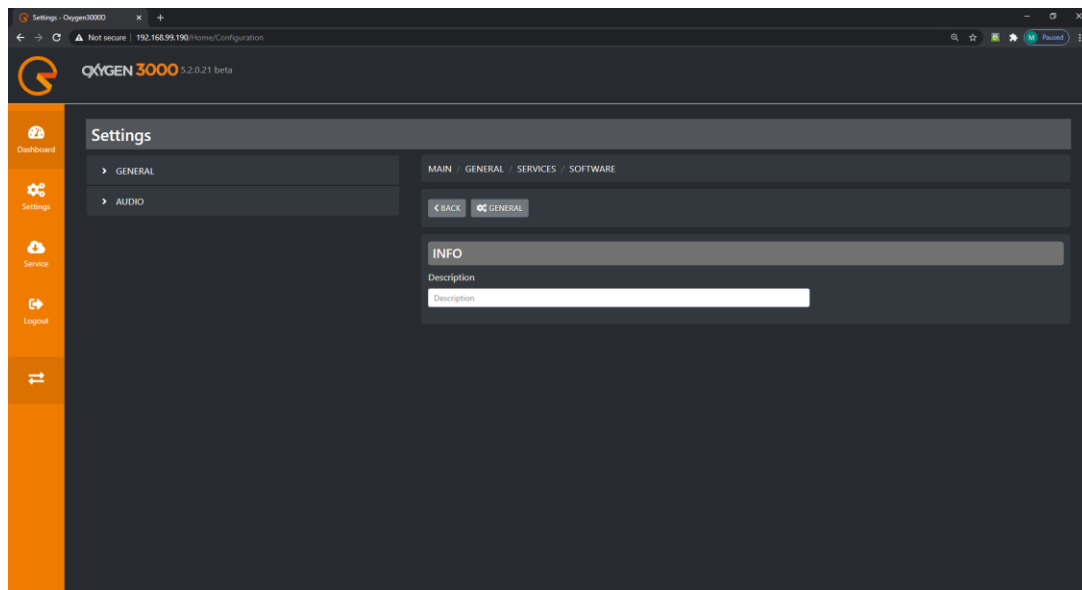 Settings - Oxygen3000D
Not secure | 192.168.99.190/Home/Configuration
M Paused
OXYGEN 3000 5.2.0.21 beta
Dashboard
Settings
Service
Logout
Settings
GENERAL
AUDIO
MAIN / GENERAL / SERVICES / SOFTWARE
BACK
GENERAL
INFO
Description
Description